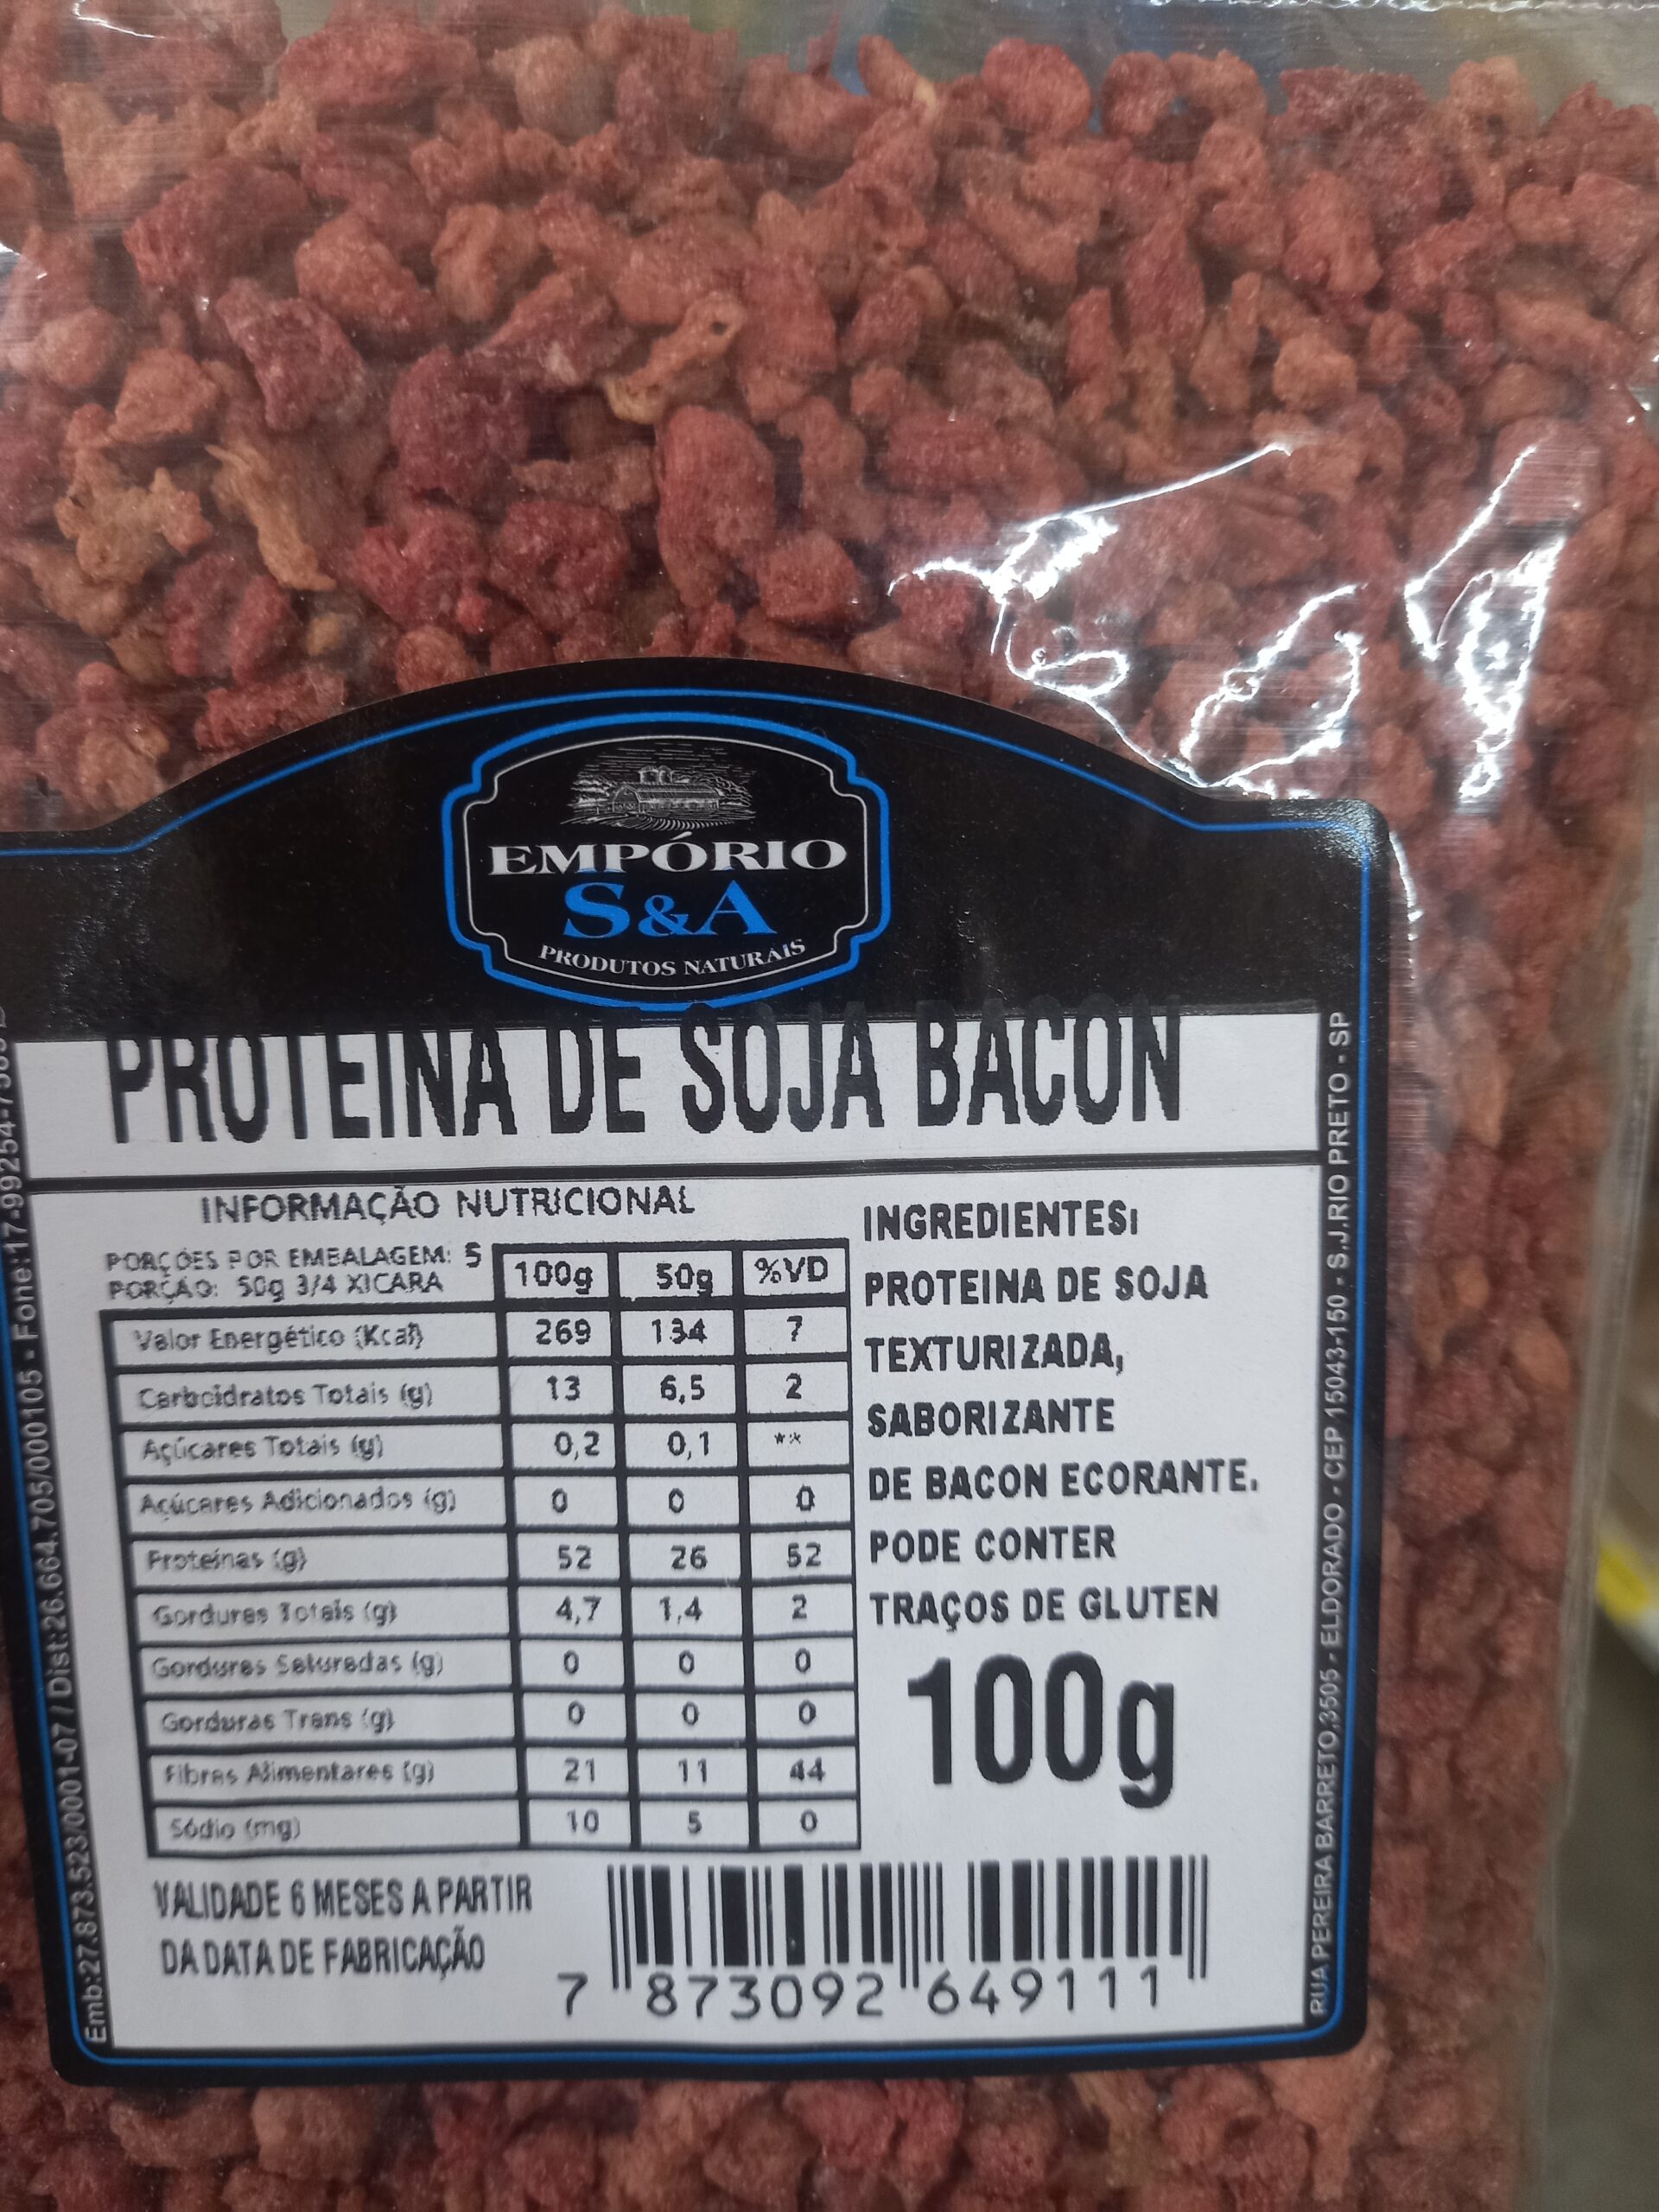 EMPÓRIO
S&A
PRODUTOS NATURAIS
PROTEINA DE SOJA BACON
INFORMAÇÃO NUTRICIONAL
PORÇÕES POR EMBALAGEM: 5
PORÇÃO: 50g 3/4 XICARA
100g 50g %VD
Valor Energético (Kcal) 269 134 7
Carboidratos Totais (g) 13 6,5 2
Açúcares Totais (g) 0,2 0,1 **
Açúcares Adicionados (g) 0 0 0
Proteínas (g) 52 26 52
Gorduras Totais (g) 4,7 1,4 2
Gorduras Saturadas (g) 0 0 0
Gorduras Trans (g) 0 0 0
Fibras Alimentares (g) 21 11 44
Sódio (mg) 10 5 0
INGREDIENTES:
PROTEINA DE SOJA
TEXTURIZADA,
SABORIZANTE
DE BACON ECORANTE.
PODE CONTER
TRAÇOS DE GLUTEN
100g
VALIDADE 6 MESES A PARTIR
DA DATA DE FABRICAÇÃO
7 873092 649111
Emb:27.873.523/0001-07 / Dist:26.664.705/000105 - Fone:17-99254-
RUA PEREIRA BARRETO,3505 - ELDORADO - CEP 15043-150 - S.J.RIO PRETO - SP